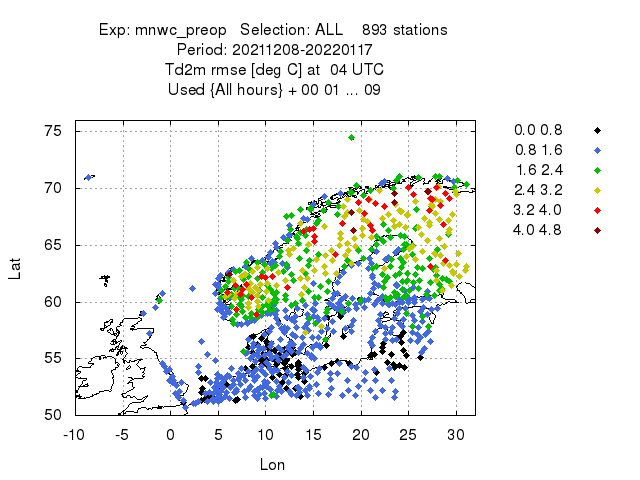 Exp: mnwc_preop   Selection: ALL    893 stations
Period: 20211208-20220117
Td2m rmse [deg C] at  04 UTC
Used {All hours} + 00 01 ... 09
0.0 0.8
0.8 1.6
1.6 2.4
2.4 3.2
3.2 4.0
4.0 4.8
75
70
65
60
55
50
Lat
-10 -5 0 5 10 15 20 25 30
Lon